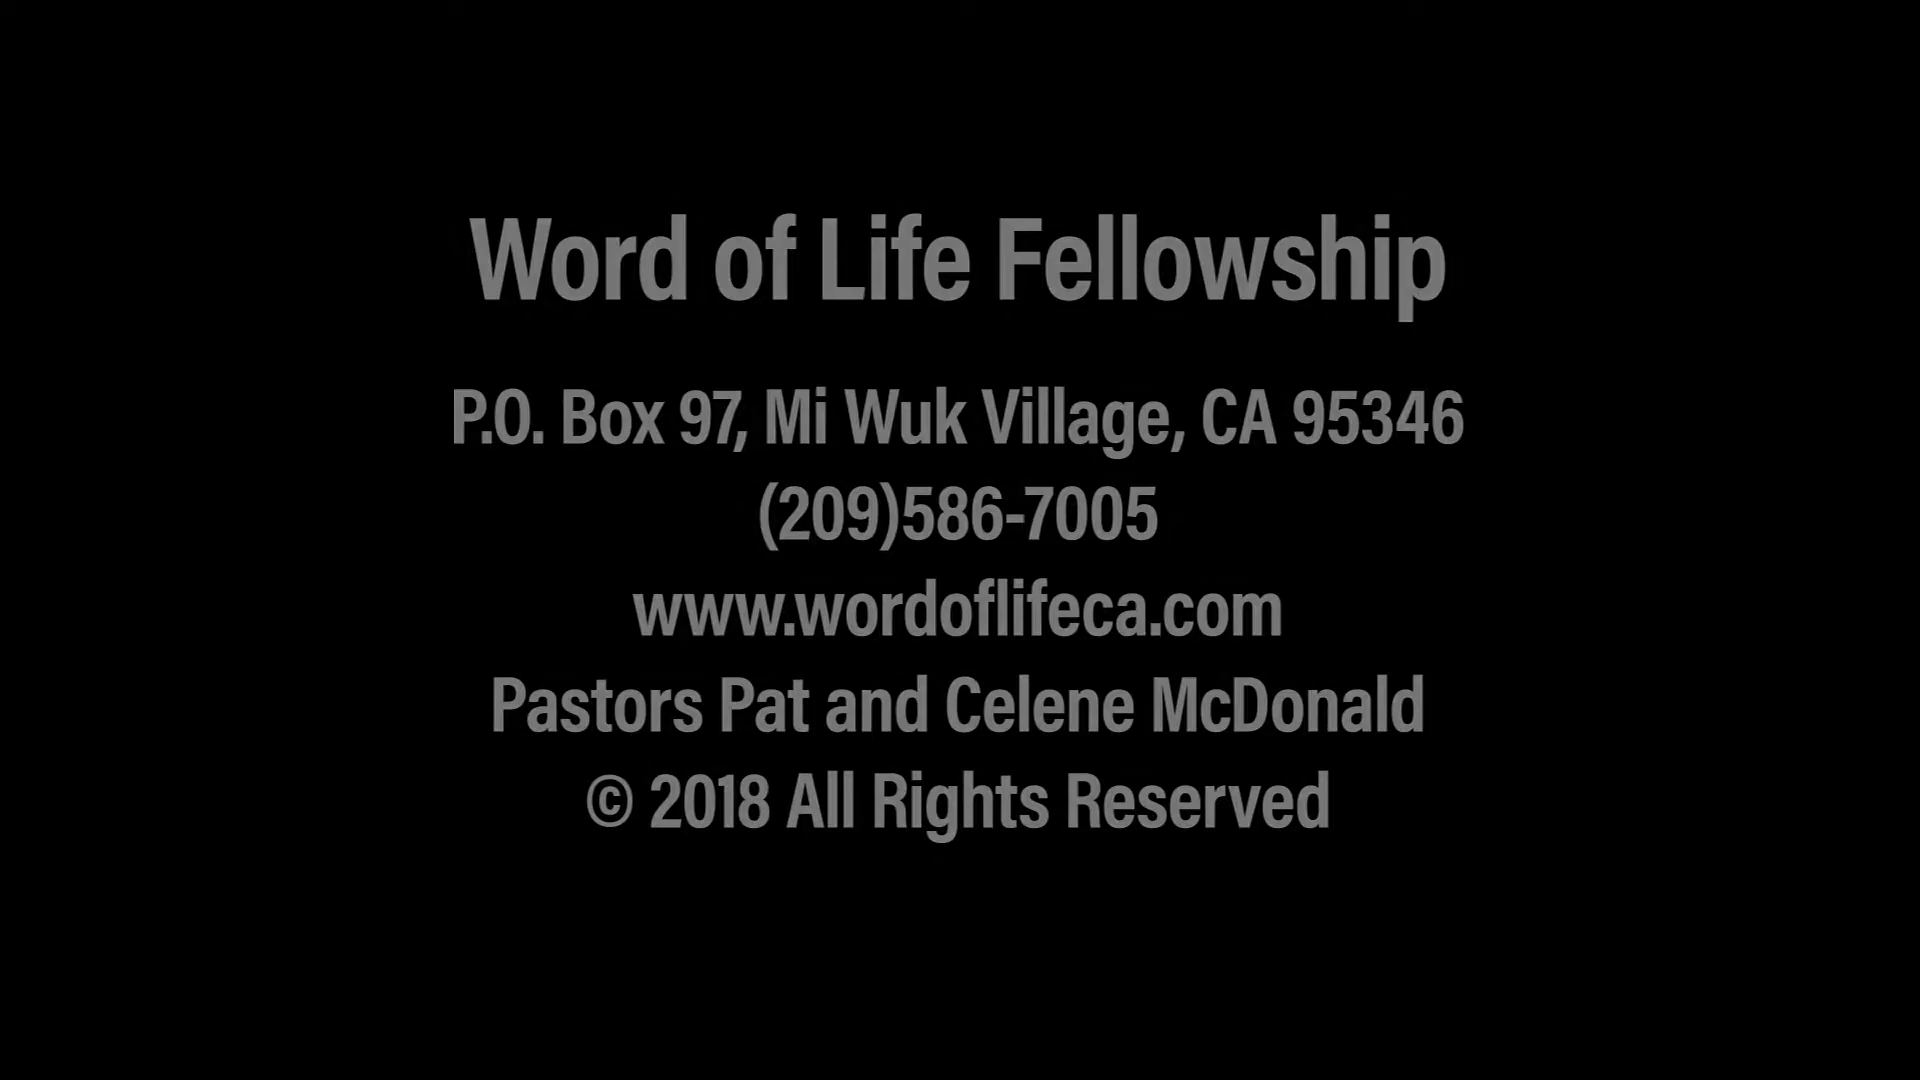 Word of Life Fellowship
P.O. Box 97, Mi Wuk Village, CA 95346
(209)586-7005
www.wordoflifeca.com
Pastors Pat and Celene McDonald
© 2018 All Rights Reserved